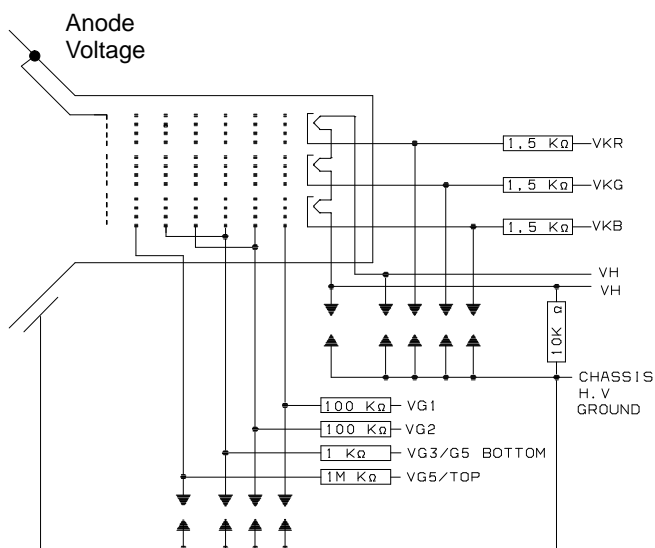 Anode
Voltage
1,5 KΩ VKR
1,5 KΩ VKG
1,5 KΩ VKB
VH
VH
10K Ω
CHASSIS
H.V
GROUND
100 KΩ VG1
100 KΩ VG2
1 KΩ VG3/G5 BOTTOM
1M KΩ VG5/TOP